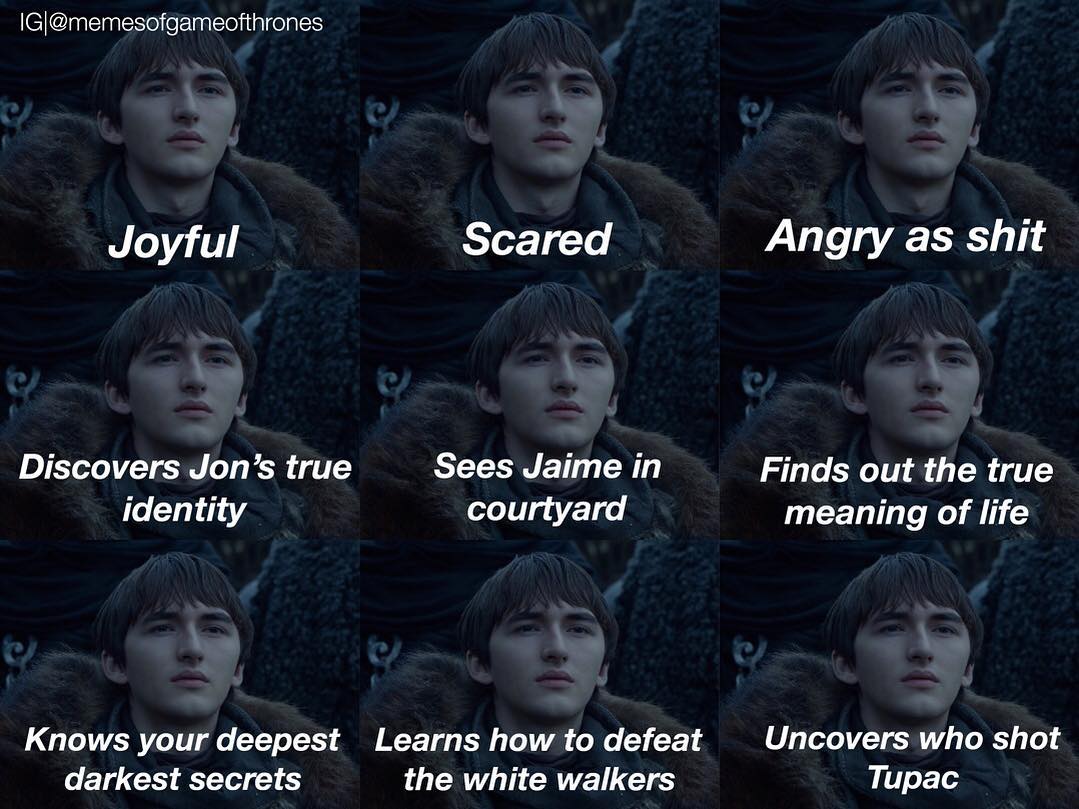 IG|@memesofgameofthrones
Joyful
Scared
Angry as shit
Discovers Jon’s true
identity
Sees Jaime in
courtyard
Finds out the true
meaning of life
Knows your deepest
darkest secrets
Learns how to defeat
the white walkers
Uncovers who shot
Tupac